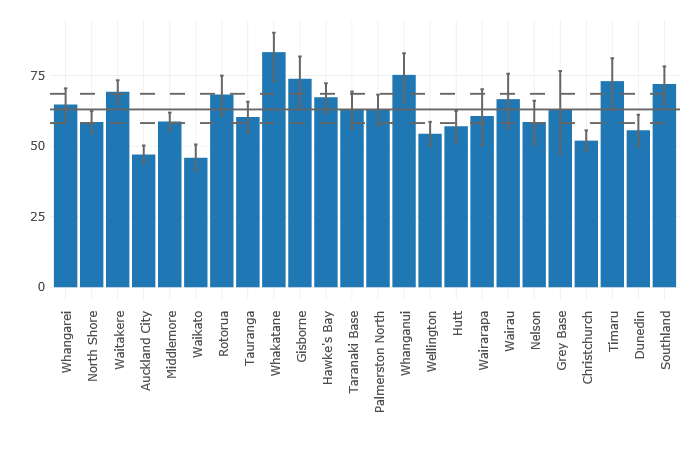 75
50
25
0
Whangarei
North Shore
Waitakere
Auckland City
Middlemore
Waikato
Rotorua
Tauranga
Whakatane
Gisborne
Hawke's Bay
Taranaki Base
Palmerston North
Whanganui
Wellington
Hutt
Wairarapa
Wairau
Nelson
Grey Base
Christchurch
Timaru
Dunedin
Southland